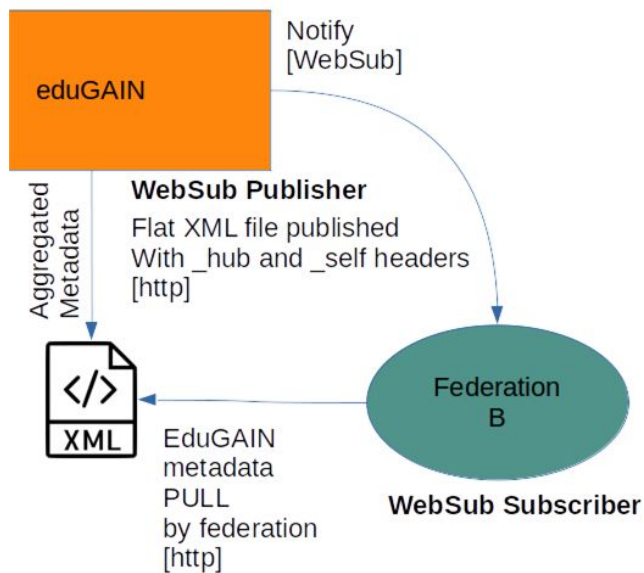 Notify
[WebSub]
eduGAIN
WebSub Publisher
Flat XML file published
With _hub and _self headers
[http]
Aggregated
Metadata
</>
XML
Federation
B
WebSub Subscriber
EduGAIN
metadata
PULL
by federation
[http]